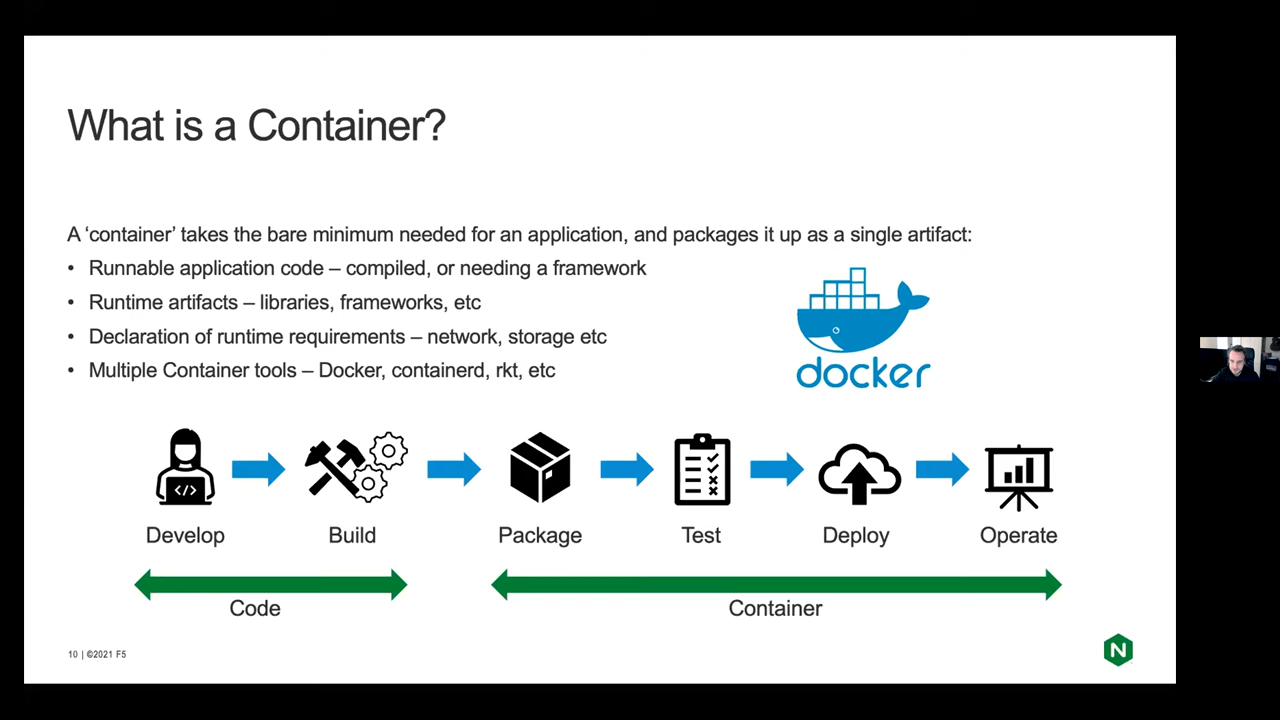 What is a Container?
A ‘container’ takes the bare minimum needed for an application, and packages it up as a single artifact:
• Runnable application code – compiled, or needing a framework
• Runtime artifacts – libraries, frameworks, etc
• Declaration of runtime requirements – network, storage etc
• Multiple Container tools – Docker, containerd, rkt, etc
docker
</>
Develop
Build
Package
Test
Deploy
Operate
Code
Container
10 | ©2021 F5
N